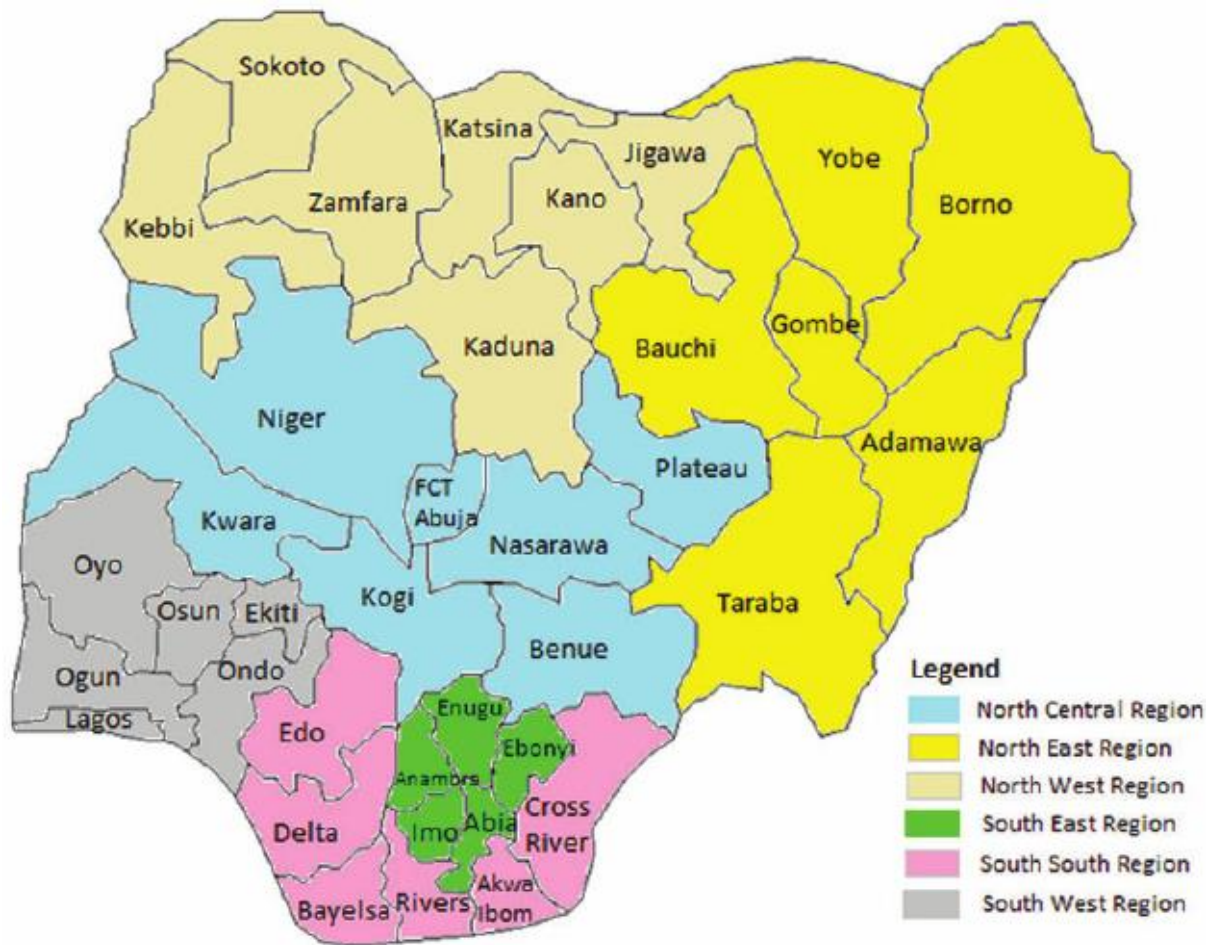 Sokoto
Katsina
Jigawa
Yobe
Borno
Kebbi
Zamfara
Kano
Kaduna
Bauchi
Gombe
Niger
Adamawa
Plateau
FCT
Abuja
Kwara
Nasarawa
Oyo
Osun
Ekiti
Kogi
Taraba
Benue
Ogun
Ondo
Lagos
Edo
Enugu
Ebonyi
Anambra
Delta
Imo
Abia
Cross
River
Bayelsa
Rivers
Akwa
Ibom
Legend
North Central Region
North East Region
North West Region
South East Region
South South Region
South West Region